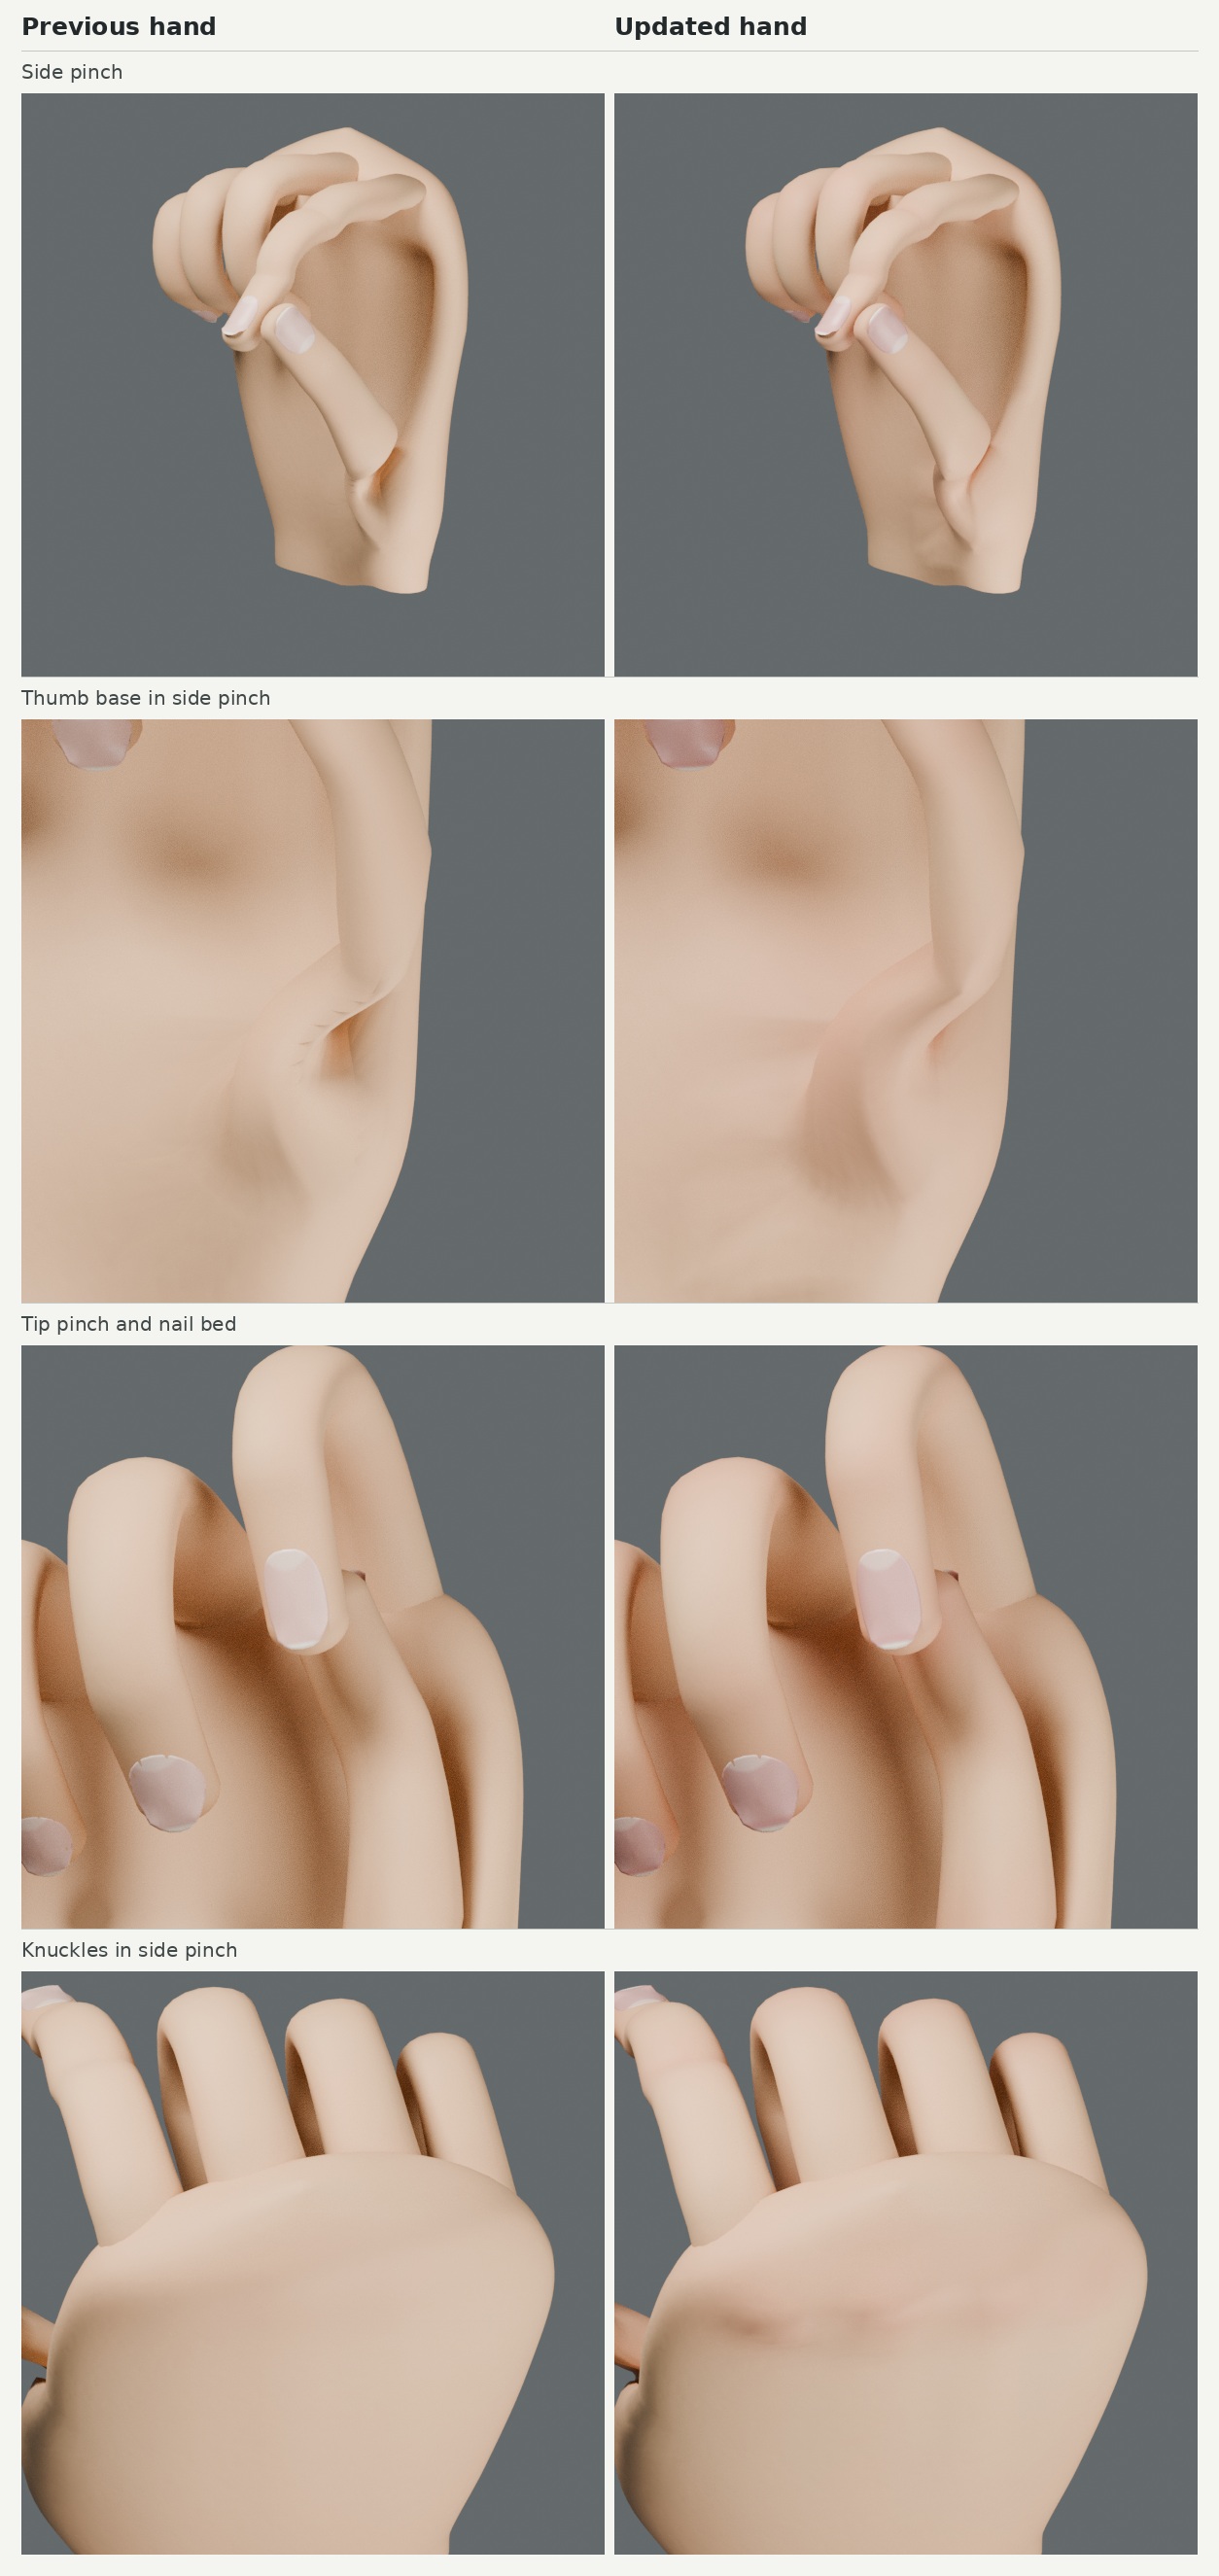 Previous hand
Updated hand
Side pinch
Thumb base in side pinch
Tip pinch and nail bed
Knuckles in side pinch